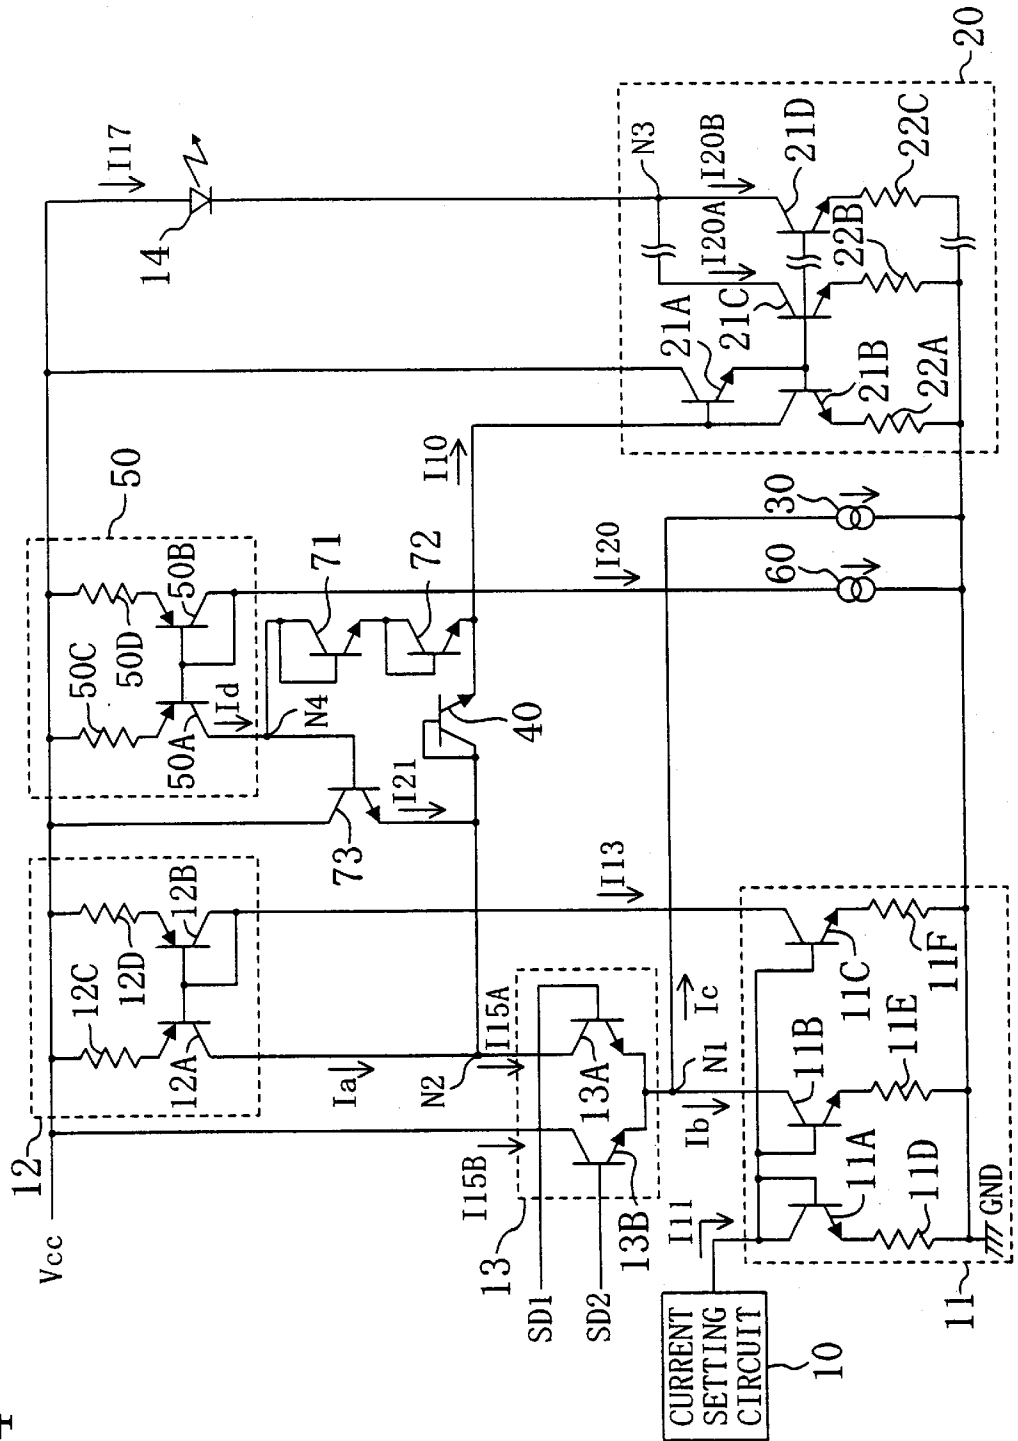 20
I17
14
N3
I20B
I20A
21D
22C
22B
21C
21A
21B
22A
50
50B
50D
50C
50A
Id
N4
71
72
I10
40
I20
30
60
73
I21
12
12B
12D
12C
12A
Ia
N2
I13
I15A
I15B
13
13A
13B
SD1
SD2
Ic
N1
Ib
I11
11C
11F
11B
11E
11A
11D
GND
11
Vcc
CURRENT
SETTING
CIRCUIT
10